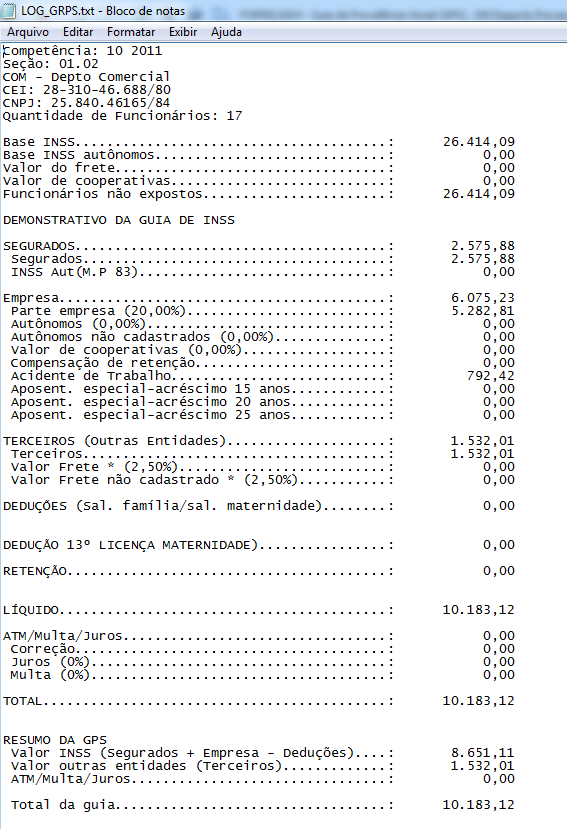 LOG_GRPS.txt - Bloco de notas
Arquivo Editar Formatar Exibir Ajuda
Competência: 10 2011
Seção: 01.02
COM - Depto Comercial
CEI: 28-310-46.688/80
CNPJ: 25.840.46165/84
Quantidade de Funcionários: 17
Base INSS.......................................: 26.414,09
Base INSS autônomos.............................: 0,00
Valor do frete..................................: 0,00
Valor de cooperativas...........................: 0,00
Funcionários não expostos.......................: 26.414,09
DEMONSTRATIVO DA GUIA DE INSS
SEGURADOS.......................................: 2.575,88
Segurados......................................: 2.575,88
INSS Aut(M.P 83)...............................: 0,00
Empresa.........................................: 6.075,23
Parte empresa (20,00%).........................: 5.282,81
Autônomos (0,00%)..............................: 0,00
Autônomos não cadastrados (0,00%)..............: 0,00
Valor de cooperativas (0,00%)..................: 0,00
Compensação de retenção........................: 0,00
Acidente de Trabalho...........................: 792,42
Aposent. especial-acréscimo 15 anos............: 0,00
Aposent. especial-acréscimo 20 anos............: 0,00
Aposent. especial-acréscimo 25 anos............: 0,00
TERCEIROS (Outras Entidades)....................: 1.532,01
Terceiros......................................: 1.532,01
Valor Frete * (2,50%)..........................: 0,00
Valor Frete não cadastrado * (2,50%)...........: 0,00
DEDUÇÕES (Sal. família/sal. maternidade)........: 0,00
DEDUÇÃO 13º LICENÇA MATERNIDADE)................: 0,00
RETENÇÃO........................................: 0,00
LÍQUIDO.........................................: 10.183,12
ATM/Multa/Juros.................................: 0,00
Correção.......................................: 0,00
Juros (0%).....................................: 0,00
Multa (0%).....................................: 0,00
TOTAL...........................................: 10.183,12
RESUMO DA GPS
Valor INSS (Segurados + Empresa - Deduções)....: 8.651,11
Valor outras entidades (Terceiros).............: 1.532,01
ATM/Multa/Juros................................: 0,00
Total da guia..................................: 10.183,12